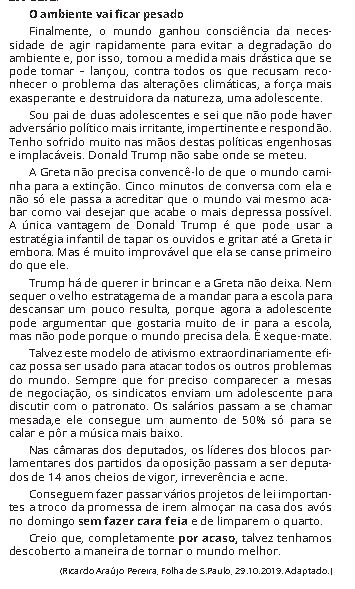 O ambiente vai ficar pesado
Finalmente, o mundo ganhou consciência da neces-
sidade de agir rapidamente para evitar a degradação do
ambiente e, por isso, tomou a medida mais drástica que se
pode tomar – lançou, contra todos os que recusam reco-
nhecer o problema das alterações climáticas, a força mais
exasperante e destruidora da natureza, uma adolescente.
Sou pai de duas adolescentes e sei que não pode haver
adversário político mais irritante, impertinente e respondão.
Tenho sofrido muito nas mãos destas políticas engenhosas
e implacáveis. Donald Trump não sabe onde se meteu.
A Greta não precisa convencê-lo de que o mundo cami-
nha para a extinção. Cinco minutos de conversa com ela e
não só ele passa a acreditar que o mundo vai mesmo aca-
bar como vai desejar que acabe o mais depressa possível.
A única vantagem de Donald Trump é que pode usar a
estratégia infantil de tapar os ouvidos e gritar até a Greta ir
embora. Mas é muito improvável que ela se canse primeiro
do que ele.
Trump há de querer ir brincar e a Greta não deixa. Nem
sequer o velho estratagema de a mandar para a escola para
descansar um pouco resulta, porque agora a adolescente
pode argumentar que gostaria muito de ir para a escola,
mas não pode porque o mundo precisa dela. É xeque-mate.
Talvez este modelo de ativismo extraordinariamente efi-
caz possa ser usado para atacar todos os outros problemas
do mundo. Sempre que for preciso comparecer a mesas
de negociação, os sindicatos enviam um adolescente para
discutir com o patronato. Os salários passam a se chamar
mesada,e ele consegue um aumento de 50% só para se
calar e pôr a música mais baixo.
Nas câmaras dos deputados, os líderes dos blocos par-
lamentares dos partidos da oposição passam a ser deputa-
dos de 14 anos cheios de vigor, irreverência e acne.
Conseguem fazer passar vários projetos de lei importan-
tes a troco da promessa de irem almoçar na casa dos avós
no domingo sem fazer cara feia e de limparem o quarto.
Creio que, completamente por acaso, talvez tenhamos
descoberto a maneira de tornar o mundo melhor.
(Ricardo Araújo Pereira, Folha de S.Paulo, 29.10.2019. Adaptado.)